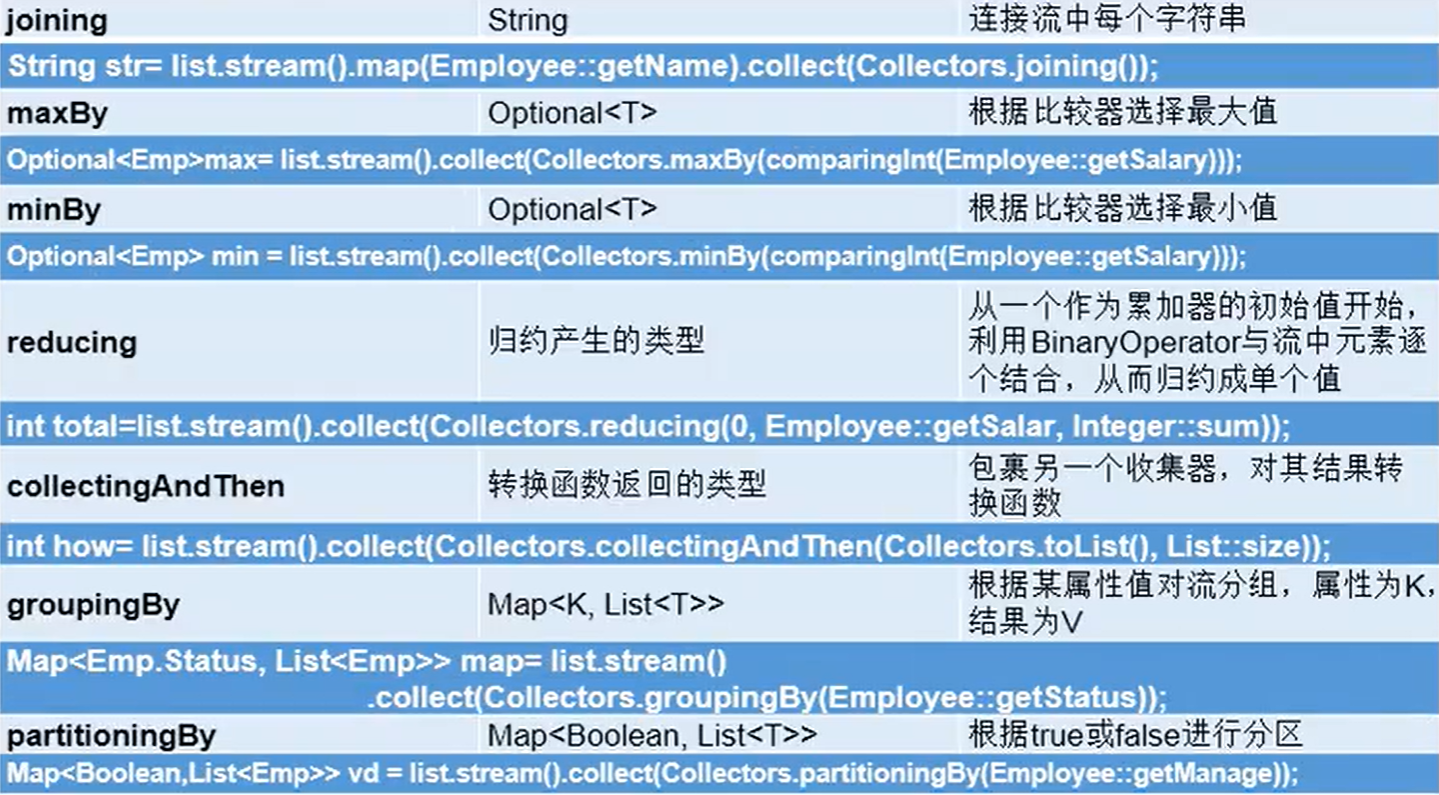 joining String 连接流中每个字符串
String str= list.stream().map(Employee::getName).collect(Collectors.joining());
maxBy Optional<T> 根据比较器选择最大值
Optional<Emp>max= list.stream().collect(Collectors.maxBy(comparingInt(Employee::getSalary)));
minBy Optional<T> 根据比较器选择最小值
Optional<Emp> min = list.stream().collect(Collectors.minBy(comparingInt(Employee::getSalary)));
reducing 归约产生的类型 从一个作为累加器的初始值开始，
利用BinaryOperator与流中元素逐
个结合，从而归约成单个值
int total=list.stream().collect(Collectors.reducing(0, Employee::getSalar, Integer::sum));
collectingAndThen 转换函数返回的类型 包裹另一个收集器，对其结果转
换函数
int how= list.stream().collect(Collectors.collectingAndThen(Collectors.toList(), List::size));
groupingBy Map<K, List<T>> 根据某属性值对流分组，属性为K，
结果为V
Map<Emp.Status, List<Emp>> map= list.stream()
.collect(Collectors.groupingBy(Employee::getStatus));
partitioningBy Map<Boolean, List<T>> 根据true或false进行分区
Map<Boolean,List<Emp>> vd = list.stream().collect(Collectors.partitioningBy(Employee::getManage));